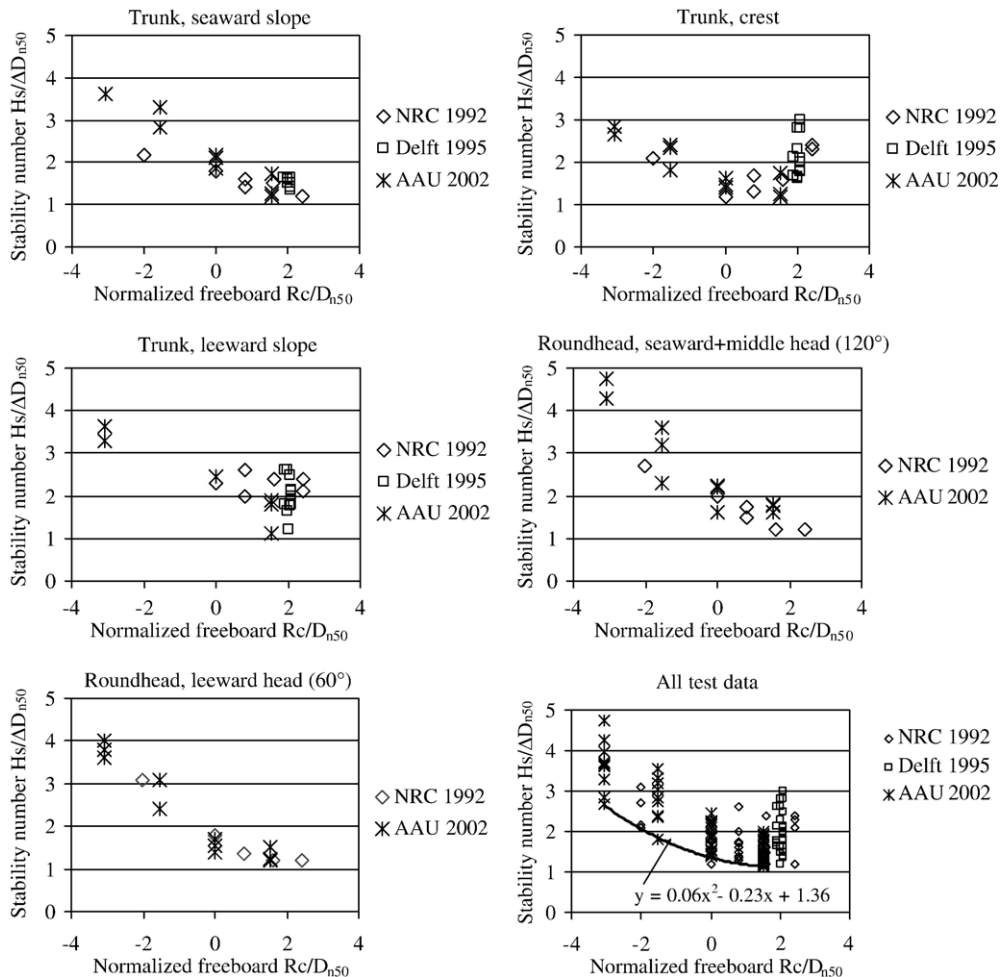 Trunk, seaward slope
Stability number Hs/ΔDn50
5
4
3
2
1
0
-4 -2 0 2 4
Normalized freeboard Rc/Dn50
NRC 1992
Delft 1995
AAU 2002
Trunk, crest
Stability number Hs/ΔDn50
5
4
3
2
1
0
-4 -2 0 2 4
Normalized freeboard Rc/Dn50
NRC 1992
Delft 1995
AAU 2002
Trunk, leeward slope
Stability number Hs/ΔDn50
5
4
3
2
1
0
-4 -2 0 2 4
Normalized freeboard Rc/Dn50
NRC 1992
Delft 1995
AAU 2002
Roundhead, seaward+middle head (120°)
Stability number Hs/ΔDn50
5
4
3
2
1
0
-4 -2 0 2 4
Normalized freeboard Rc/Dn50
NRC 1992
AAU 2002
Roundhead, leeward head (60°)
Stability number Hs/ΔDn50
5
4
3
2
1
0
-4 -2 0 2 4
Normalized freeboard Rc/Dn50
NRC 1992
AAU 2002
All test data
Stability number Hs/ΔDn50
5
4
3
2
1
0
-4 -2 0 2 4
Normalized freeboard Rc/Dn50
y = 0.06x²- 0.23x + 1.36
NRC 1992
Delft 1995
AAU 2002